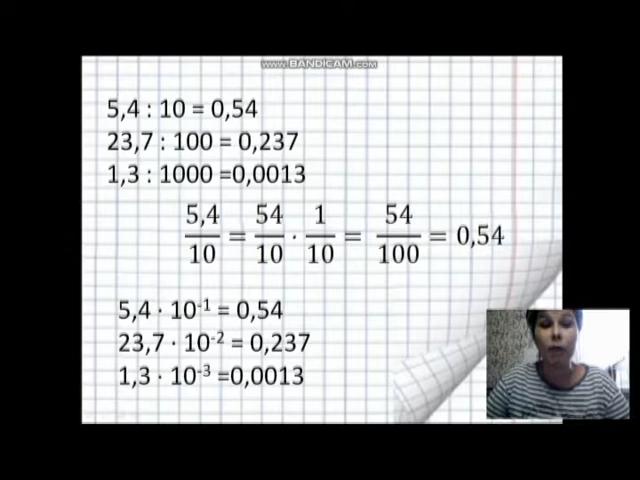 www.BANDICAM.com
5,4 : 10 = 0,54
23,7 : 100 = 0,237
1,3 : 1000 =0,0013
5,4/10 = 54/10 · 1/10 = 54/100 = 0,54
5,4 · 10⁻¹ = 0,54
23,7 · 10⁻² = 0,237
1,3 · 10⁻³ =0,0013